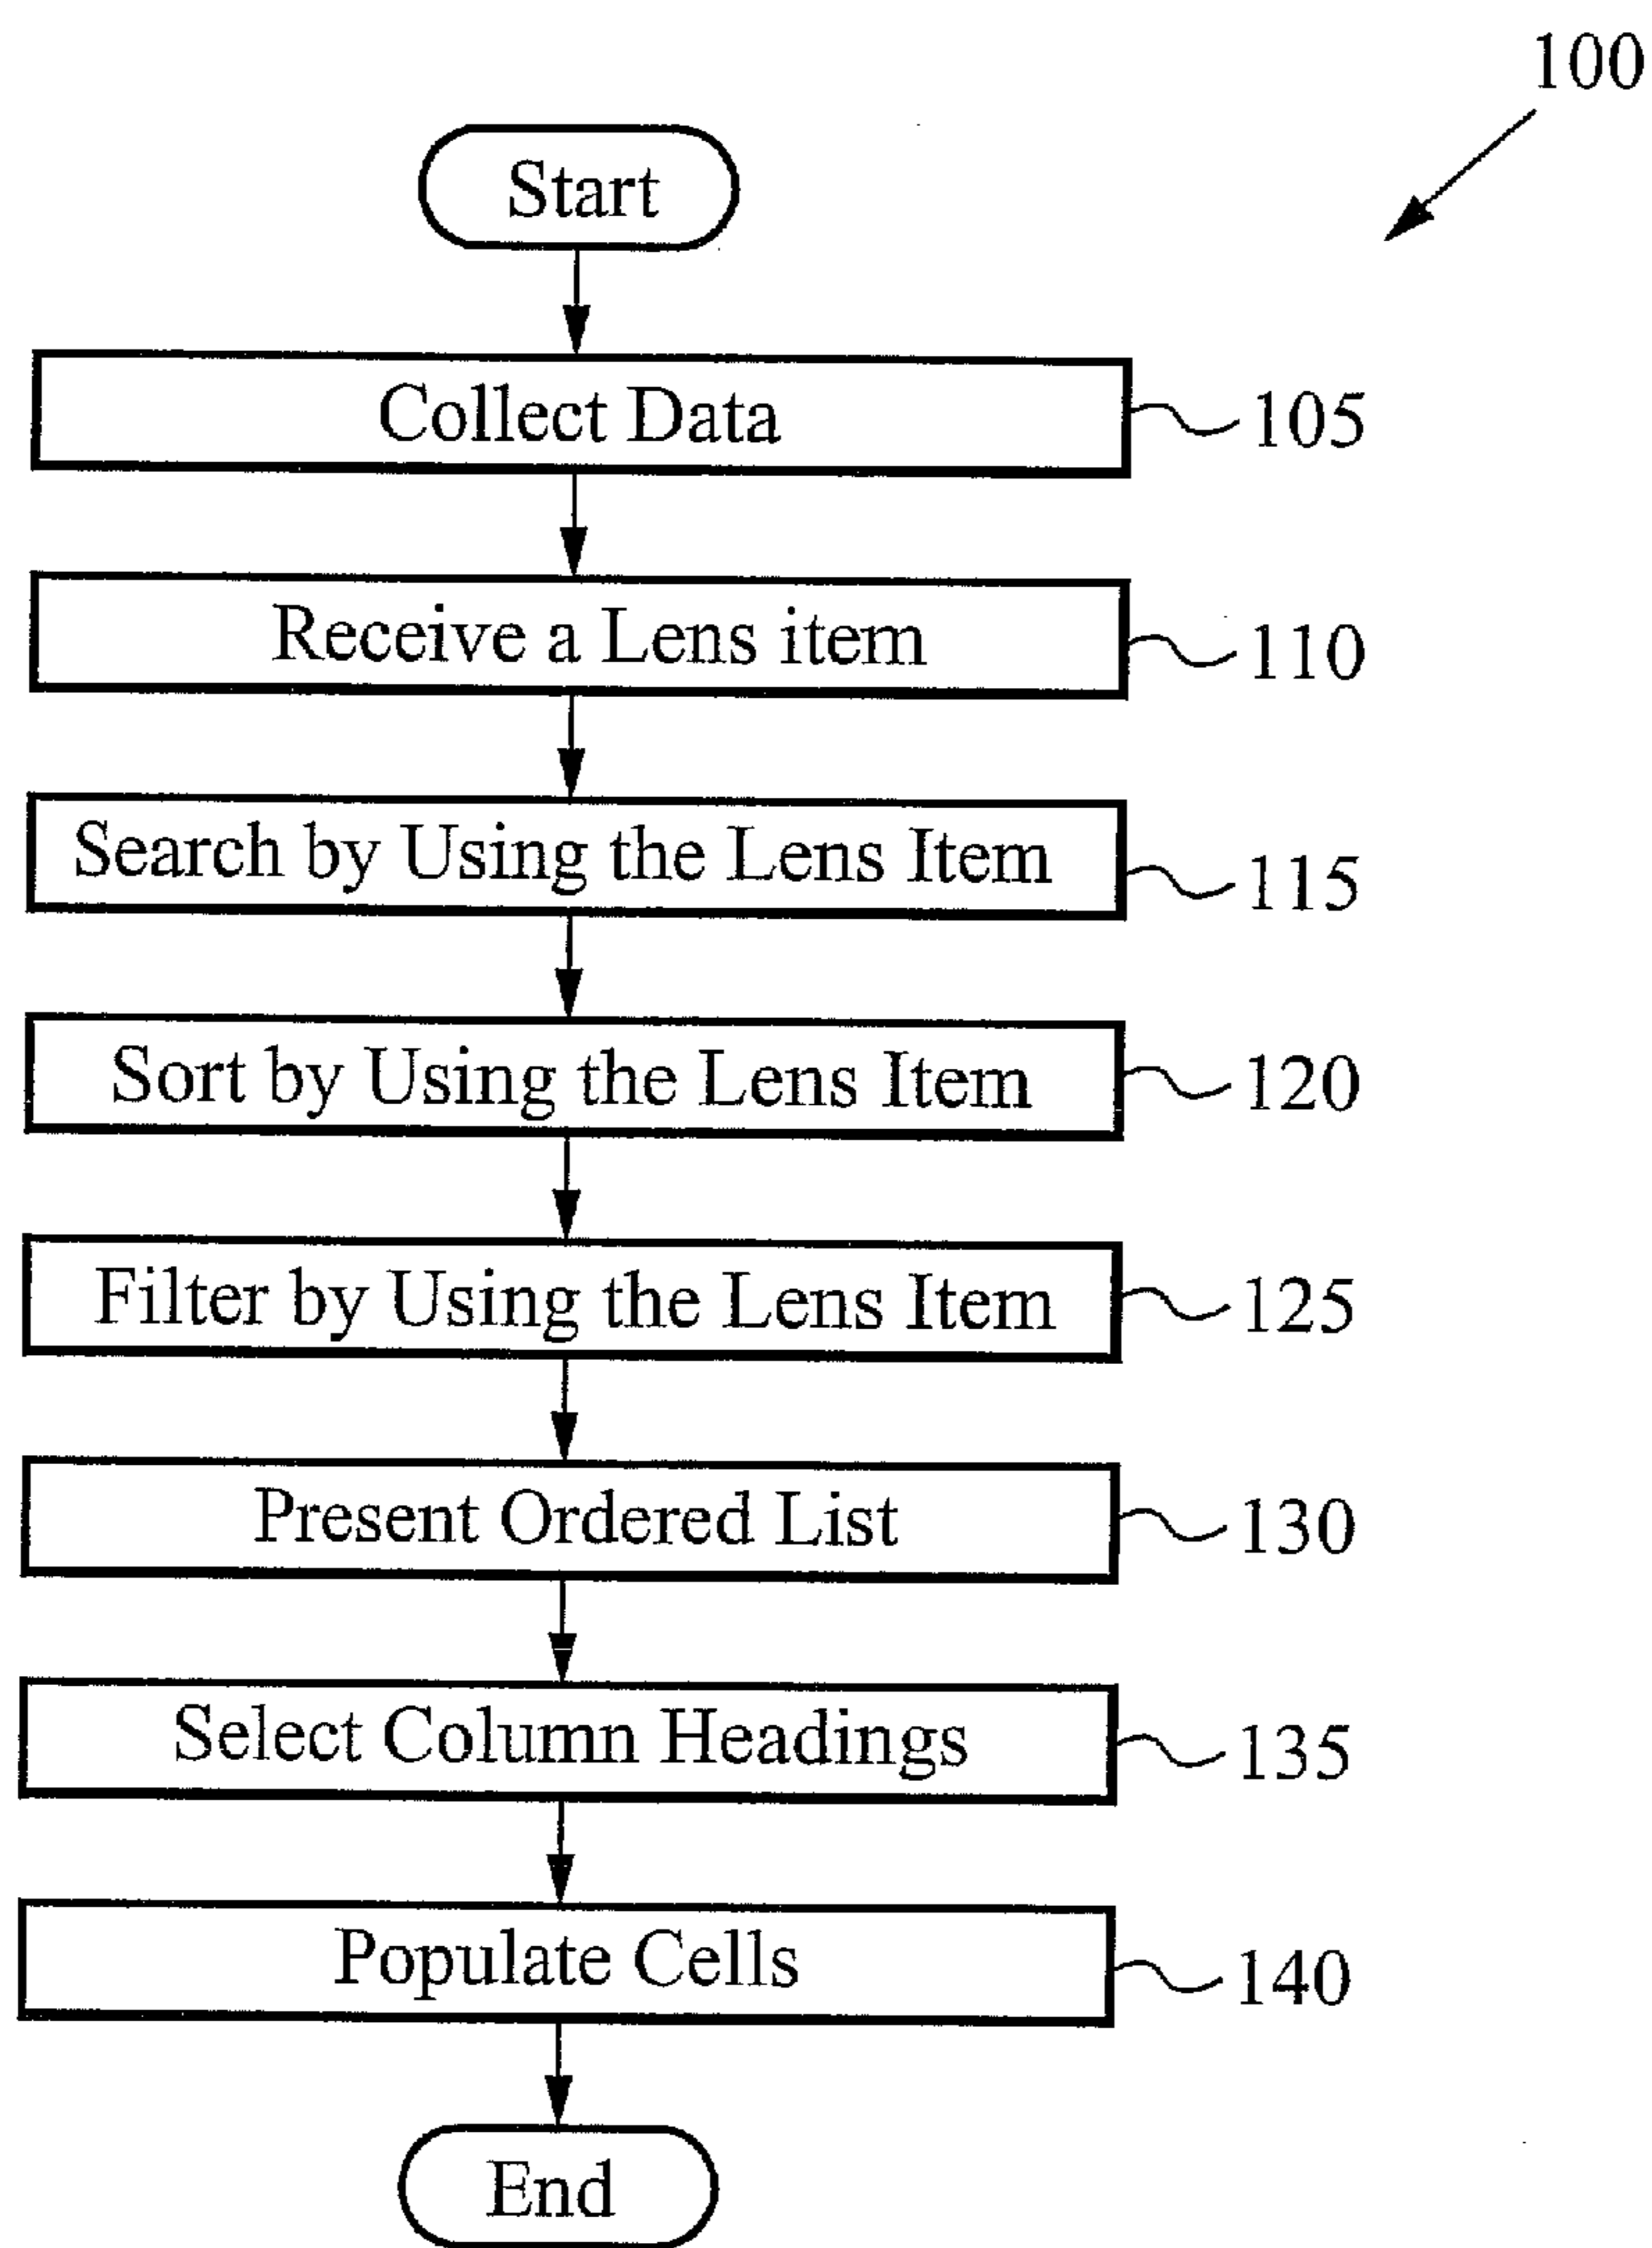 100
Start
Collect Data
105
Receive a Lens item
110
Search by Using the Lens Item
115
Sort by Using the Lens Item
120
Filter by Using the Lens Item
125
Present Ordered List
130
Select Column Headings
135
Populate Cells
140
End